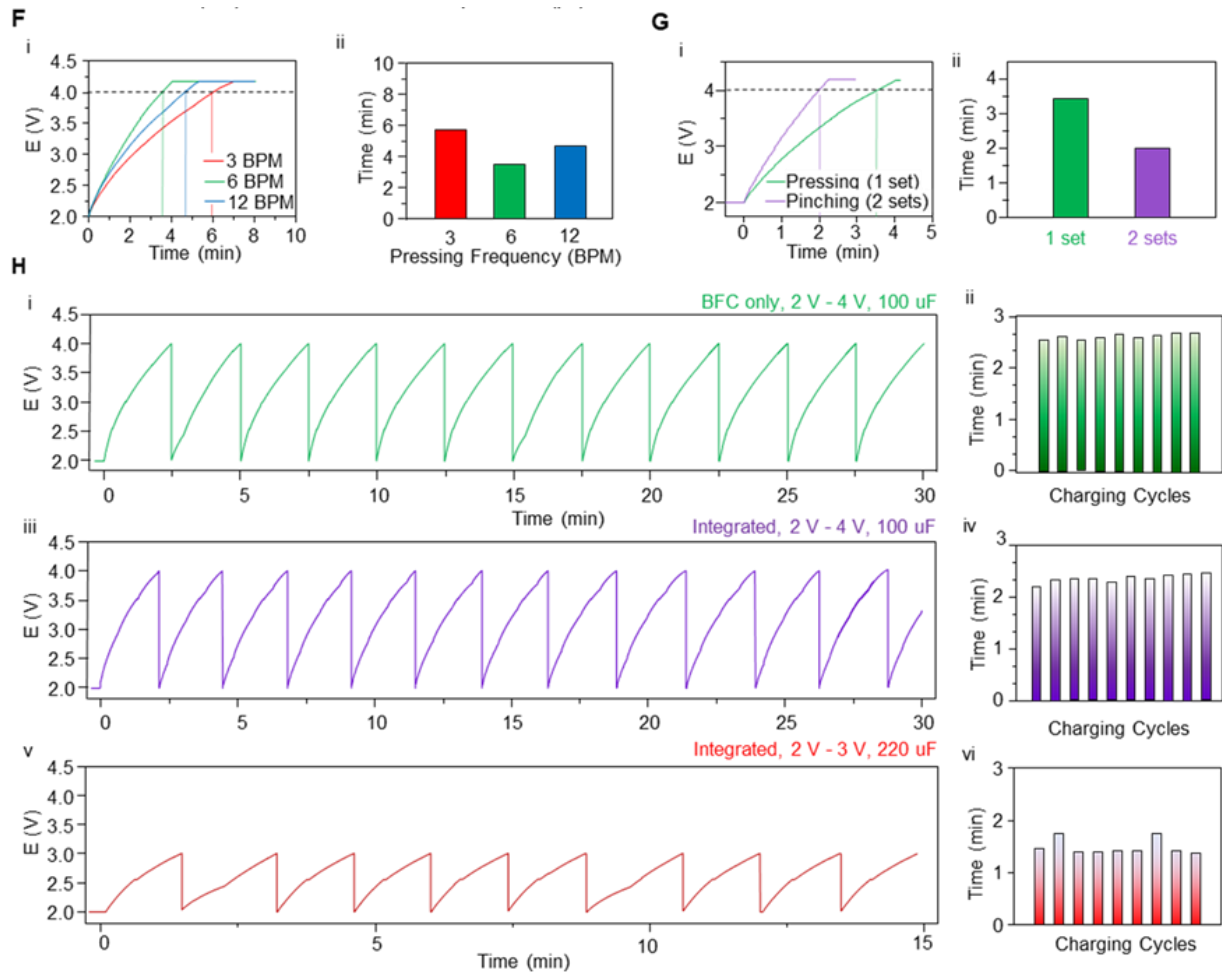 F
i
E (V)
4.5
4.0
3.5
3.0
2.5
2.0
0 2 4 6 8 10
Time (min)
3 BPM
6 BPM
12 BPM
ii
Time (min)
10
8
6
4
2
0
3 6 12
Pressing Frequency (BPM)
G
i
E (V)
4
3
2
Pressing (1 set)
Pinching (2 sets)
0 1 2 3 4 5
Time (min)
ii
Time (min)
4
3
2
1
0
1 set 2 sets
H
i
BFC only, 2 V - 4 V, 100 uF
E (V)
4.5
4.0
3.5
3.0
2.5
2.0
0 5 10 15 20 25 30
Time (min)
ii
Time (min)
3
2
1
0
Charging Cycles
iii
Integrated, 2 V - 4 V, 100 uF
E (V)
4.5
4.0
3.5
3.0
2.5
2.0
0 5 10 15 20 25 30
iv
Time (min)
3
2
1
0
Charging Cycles
v
Integrated, 2 V - 3 V, 220 uF
E (V)
4.5
4.0
3.5
3.0
2.5
2.0
0 5 10 15
Time (min)
vi
Time (min)
3
2
1
0
Charging Cycles